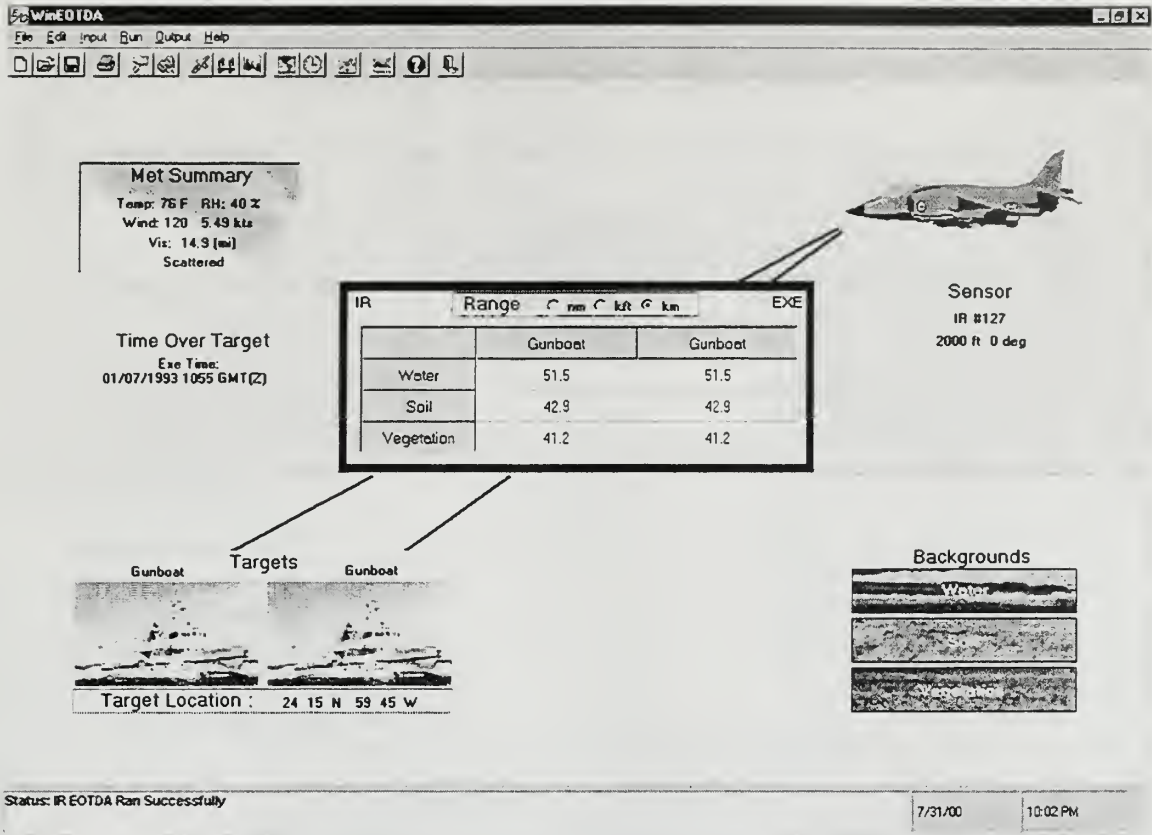 WinEOTDA
File Edit Input Run Output Help
Met Summary
Temp: 76 F RH: 40 %
Wind: 120 5.49 kts
Vis: 14.9 (mi)
Scattered
Time Over Target
Exe Time:
01/07/1993 1055 GMT(Z)
IR Range nm kft km EXE
Gunboat Gunboat
Water 51.5 51.5
Soil 42.9 42.9
Vegetation 41.2 41.2
Sensor
IR #127
2000 ft 0 deg
Targets
Gunboat Gunboat
Target Location : 24 15 N 59 45 W
Backgrounds
Water
Vegetation
Status: IR EOTDA Ran Successfully
7/31/00 10:02 PM